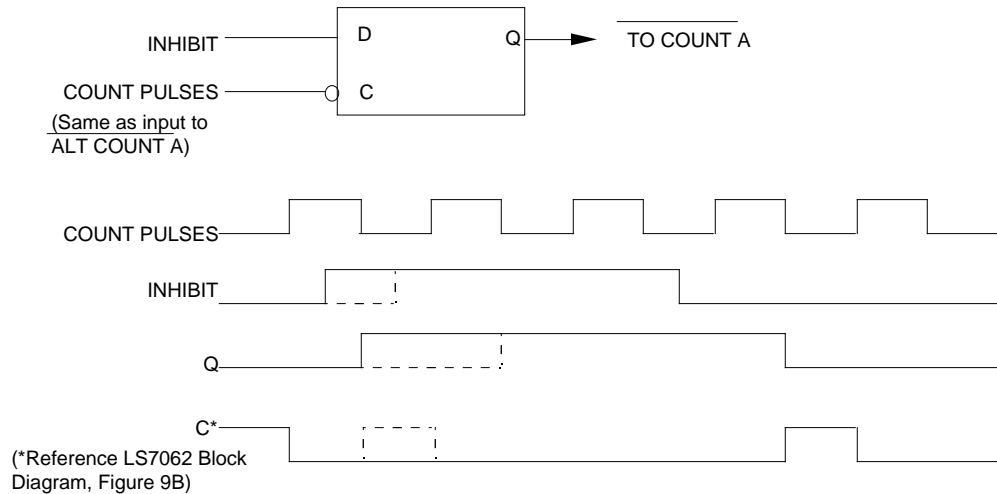 D
Q
TO COUNT A
INHIBIT
COUNT PULSES
C
(Same as input to
ALT COUNT A)
COUNT PULSES
INHIBIT
Q
C*
(*Reference LS7062 Block
Diagram, Figure 9B)